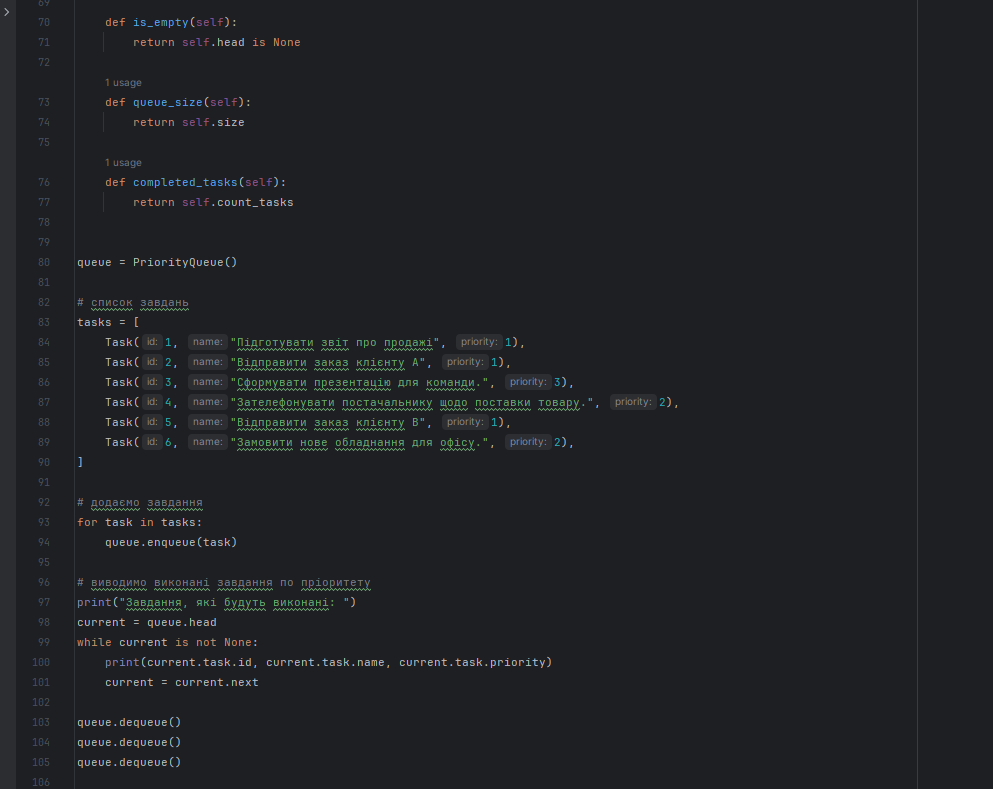 69
70 def is_empty(self):
71 return self.head is None
72
1 usage
73 def queue_size(self):
74 return self.size
75
1 usage
76 def completed_tasks(self):
77 return self.count_tasks
78
79
80 queue = PriorityQueue()
81
82 # список завдань
83 tasks = [
84 Task( id: 1, name: "Підготувати звіт про продажі", priority: 1),
85 Task( id: 2, name: "Відправити заказ клієнту А", priority: 1),
86 Task( id: 3, name: "Сформувати презентацію для команди.", priority: 3),
87 Task( id: 4, name: "Зателефонувати постачальнику щодо поставки товару.", priority: 2),
88 Task( id: 5, name: "Відправити заказ клієнту В", priority: 1),
89 Task( id: 6, name: "Замовити нове обладнання для офісу.", priority: 2),
90 ]
91
92 # додаємо завдання
93 for task in tasks:
94 queue.enqueue(task)
95
96 # виводимо виконані завдання по пріоритету
97 print("Завдання, які будуть виконані: ")
98 current = queue.head
99 while current is not None:
100 print(current.task.id, current.task.name, current.task.priority)
101 current = current.next
102
103 queue.dequeue()
104 queue.dequeue()
105 queue.dequeue()
106